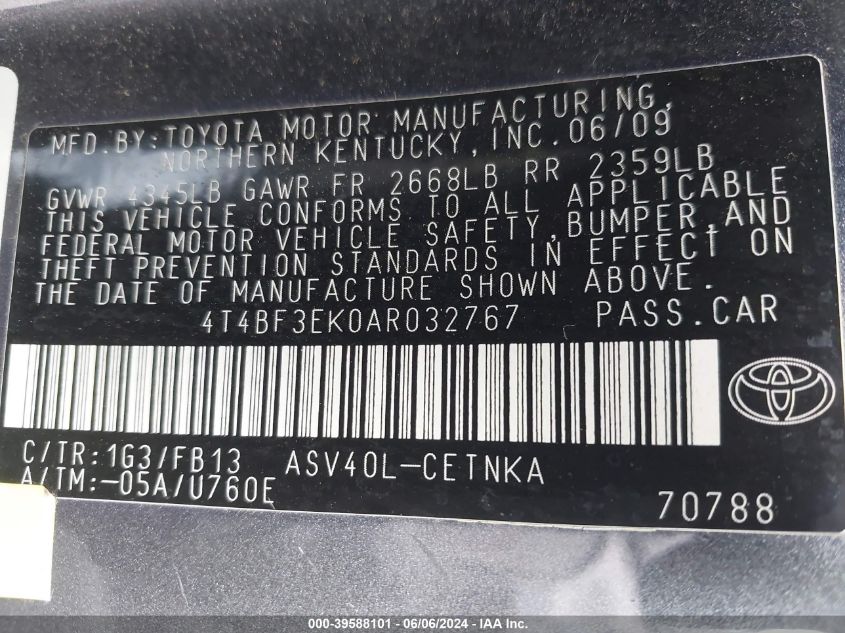 MFD. BY:TOYOTA MOTOR MANUFACTURING,
NORTHERN KENTUCKY, INC. 06/09
GVWR 4345LB GAWR FR 2668LB RR 2359LB
THIS VEHICLE CONFORMS TO ALL APPLICABLE
FEDERAL MOTOR VEHICLE SAFETY, BUMPER, AND
THEFT PREVENTION STANDARDS IN EFFECT ON
THE DATE OF MANUFACTURE SHOWN ABOVE.
4T4BF3EK0AR032767 PASS.CAR
C/TR:1G3/FB13 ASV40L-CETNKA
A/TM:-05A/U760E
70788
000-39588101 - 06/06/2024 - IAA Inc.